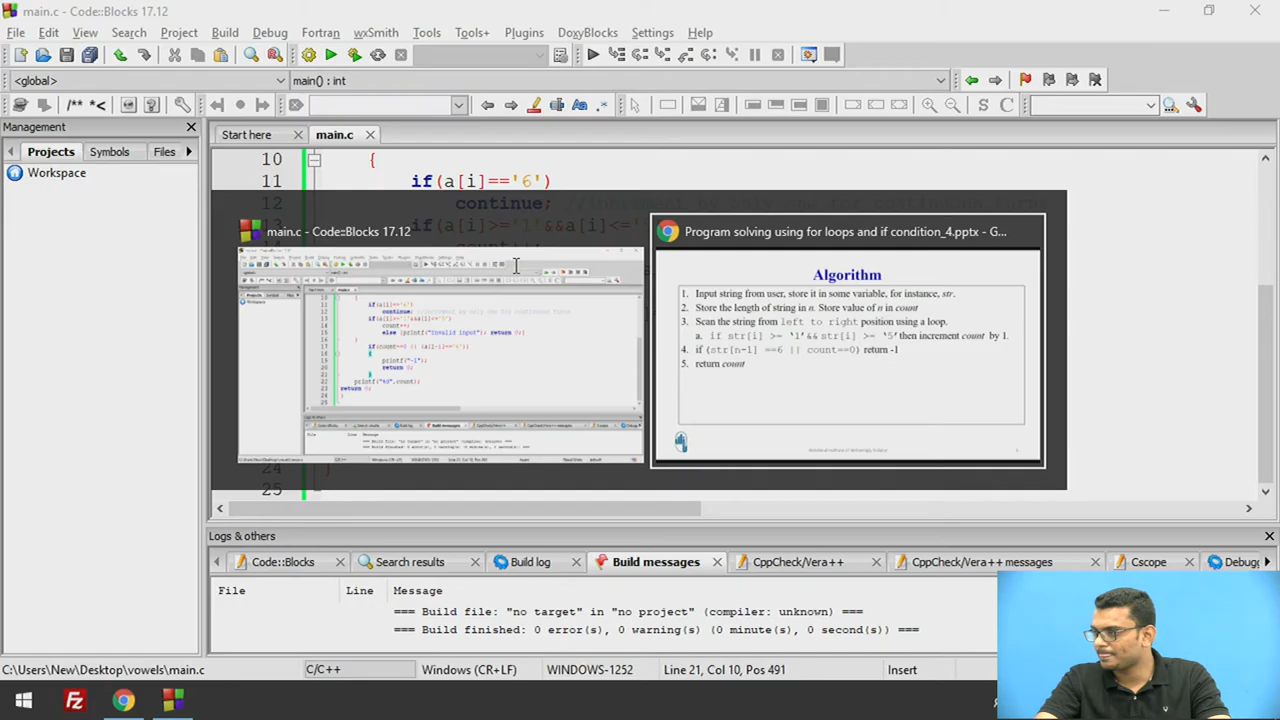 main.c - Code::Blocks 17.12
File Edit View Search Project Build Debug Fortran wxSmith Tools Tools+ Plugins DoxyBlocks Settings Help
<global> main() : int
/** *<
Management
Start here main.c
Projects Symbols Files
Workspace
10 {
11 if(a[i]=='6')
12 continue;
main.c - Code::Blocks 17.12
Program solving using for loops and if condition_4.pptx - G...
Algorithm
1. Input string from user, store it in some variable, for instance, str.
2. Store the length of string in n. Store value of n in count
3. Scan the string from left to right position using a loop.
a. if str[i] >= '1'&& str[i] >= '5' then increment count by 1.
4. if (str[n-1] ==6 || count==0) return -1
5. return count
24 }
25
Logs & others
Code::Blocks Search results Build log Build messages CppCheck/Vera++ CppCheck/Vera++ messages Cscope Debugg
File Line Message
=== Build file: "no target" in "no project" (compiler: unknown) ===
=== Build finished: 0 error(s), 0 warning(s) (0 minute(s), 0 second(s)) ===
C:\Users\New\Desktop\vowels\main.c C/C++ Windows (CR+LF) WINDOWS-1252 Line 21, Col 10, Pos 491 Insert